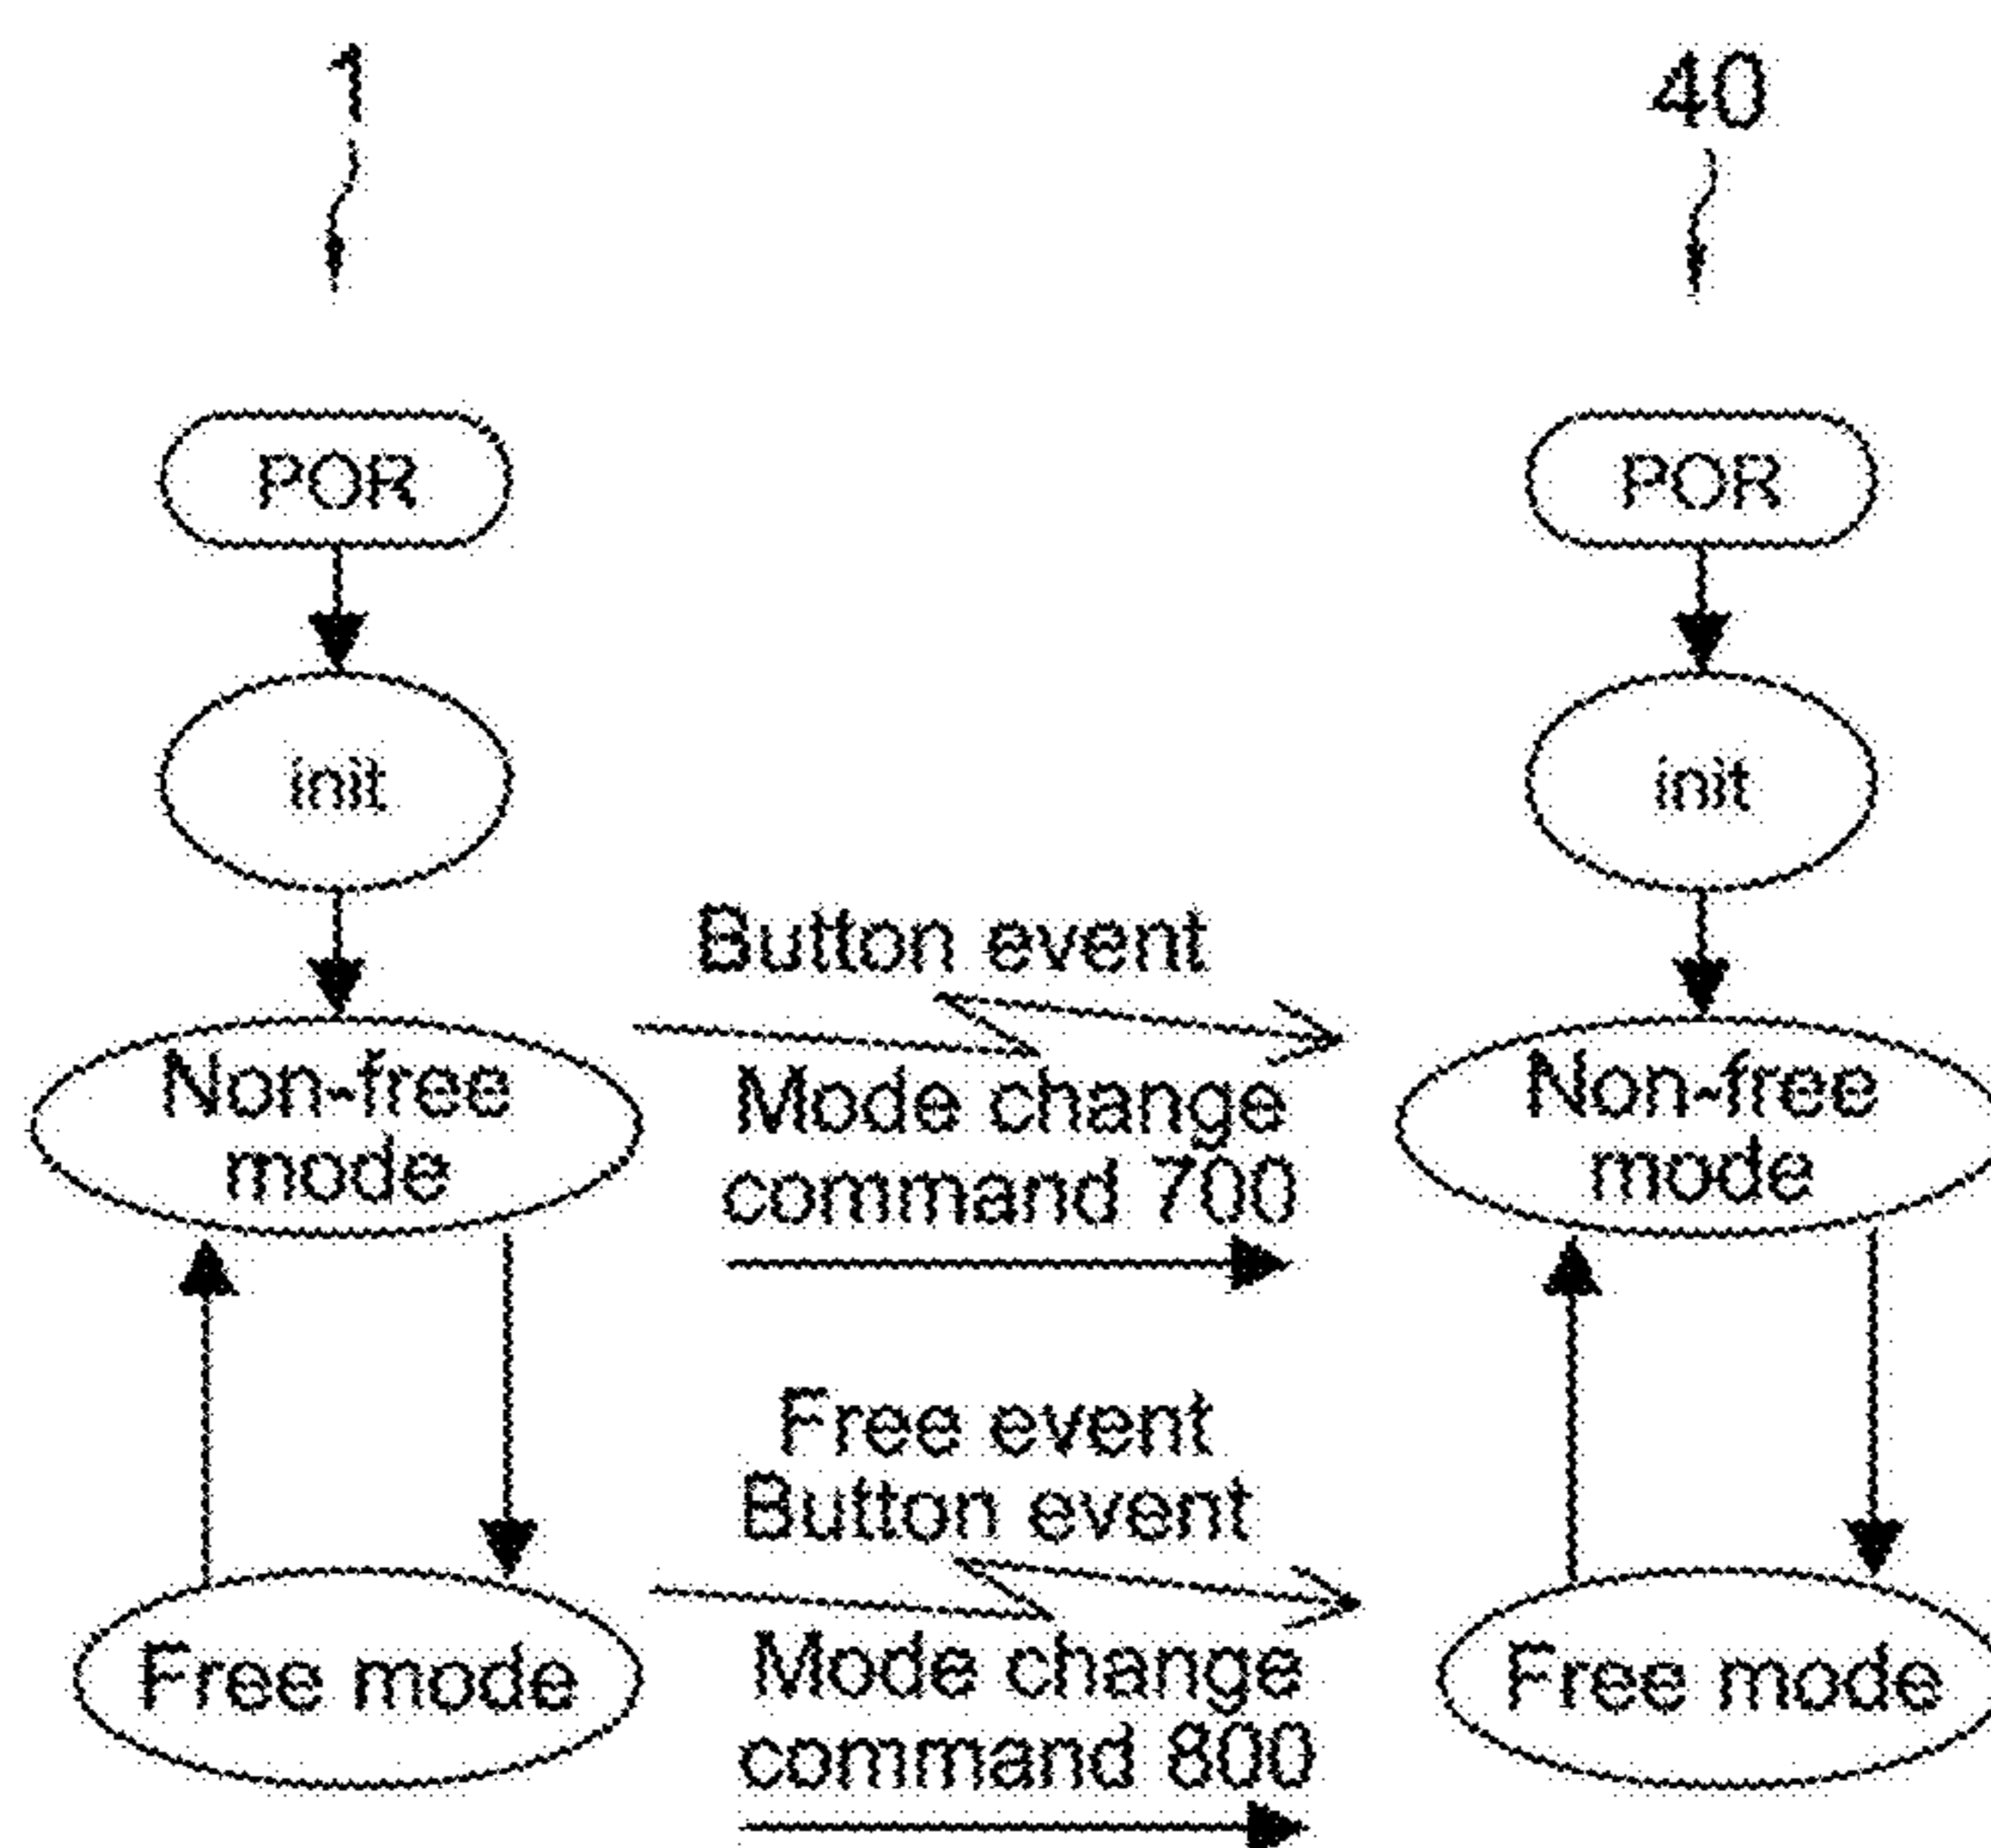 1
40
POR
POR
init
init
Button event
Non-free
mode
Mode change
command 700
Non-free
mode
Free event
Button event
Free mode
Mode change
command 800
Free mode